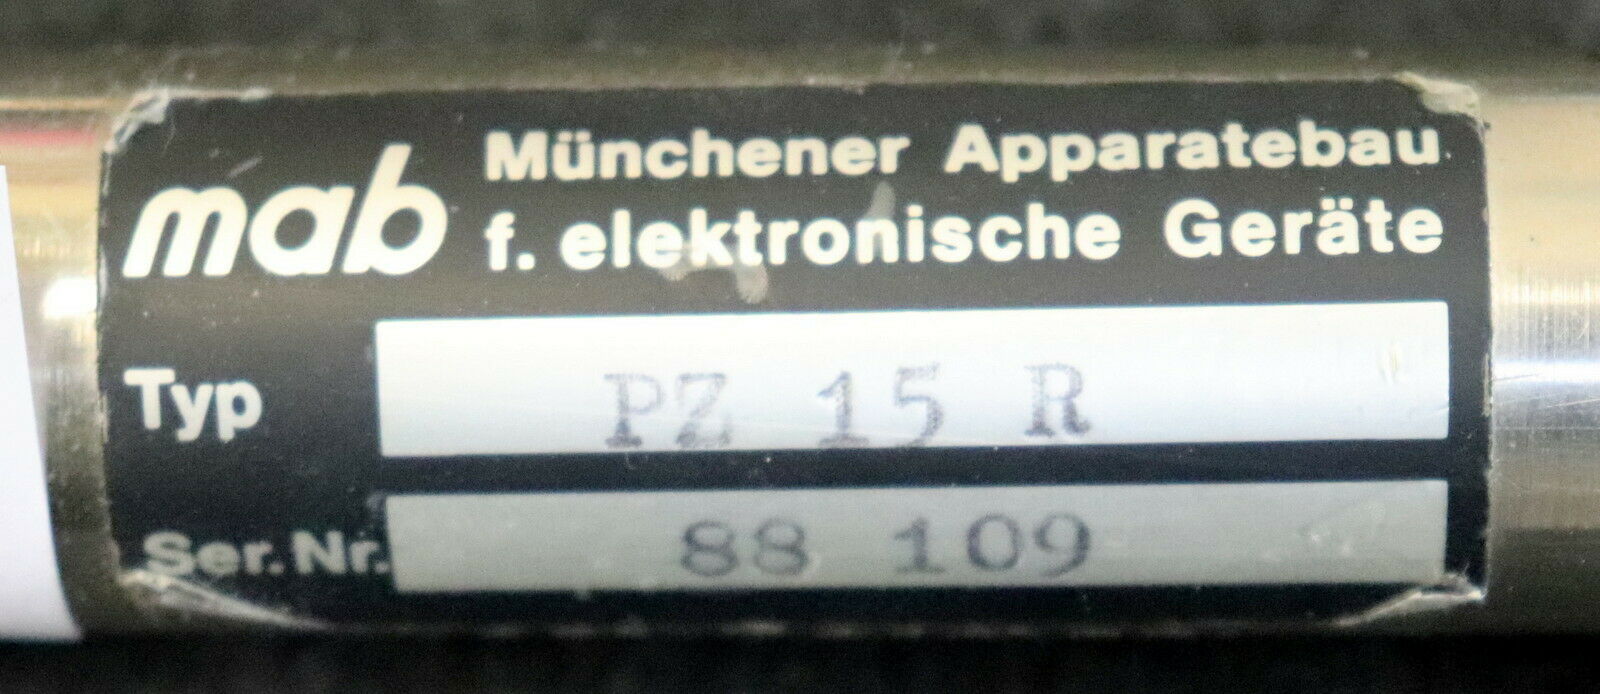 mab
Münchener Apparatebau
f. elektronische Geräte
Typ PZ 15 R
Ser.Nr. 88 109